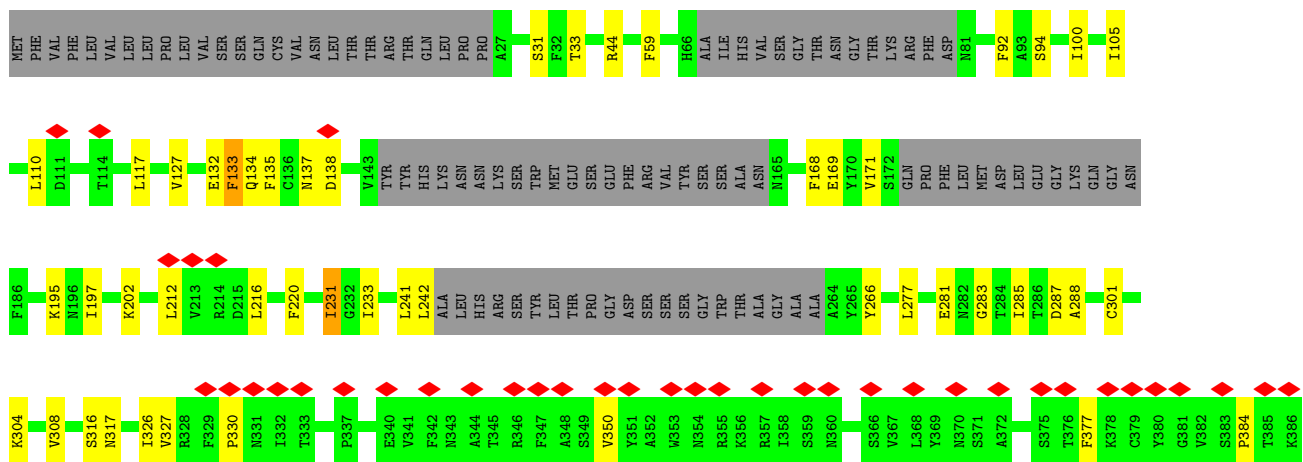 MET PHE VAL PHE LEU VAL LEU LEU PRO LEU VAL SER SER GLN CYS VAL ASN LEU THR THR ARG THR GLN LEU PRO PRO A27 S31 F32 T33 R44 F59 H66 ALA ILE HIS VAL SER GLY THR ASN GLY THR LYS ARG PHE ASP N81 F92 A93 S94 I100 I105
L110 D111 T114 L117 V127 E132 F133 Q134 F135 C136 N137 D138 V143 TYR TYR HIS LYS ASN ASN LYS SER TRP MET GLU SER GLU PHE ARG VAL TYR SER SER ALA ASN N165 F168 E169 Y170 V171 S172 GLN PRO PHE LEU MET ASP LEU GLU GLY LYS GLN GLY ASN
F186 K195 N196 I197 K202 L212 V213 R214 D215 L216 F220 I231 G232 I233 L241 L242 ALA LEU HIS ARG SER TYR LEU THR PRO GLY ASP SER SER SER GLY TRP THR ALA GLY ALA ALA A264 Y265 Y266 L277 E281 N282 G283 T284 I285 T286 D287 A288 C301
K304 V308 S316 N317 I326 V327 R328 F329 P330 N331 I332 T333 P337 E340 V341 F342 N343 A344 T345 R346 F347 A348 S349 V350 Y351 A352 W353 N354 R355 K356 R357 I358 S359 N360 S366 V367 L368 Y369 N370 S371 A372 S375 T376 F377 K378 C379 Y380 G381 V382 S383 P384 T385 K386